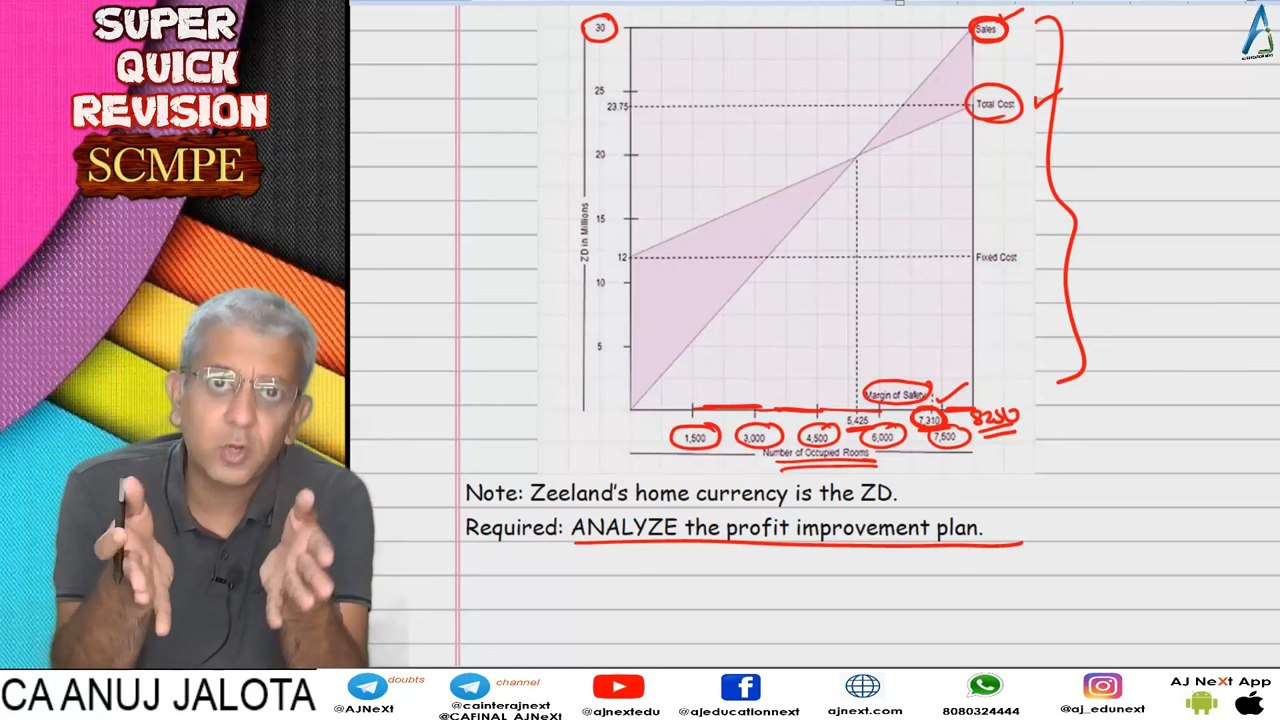 SUPER
QUICK
REVISION
SCMPE
30
Sales
25
23.75
Total Cost
20
ZD in Millions
15
12
Fixed Cost
10
5
Margin of Safety
5,425
7,310
8250
1,500
3,000
4,500
6,000
7,500
Number of Occupied Rooms
Note: Zeeland's home currency is the ZD.
Required: ANALYZE the profit improvement plan.
CA ANUJ JALOTA
doubts
@AJNeXt
channel
@cainterajnext
@CAFINAL_AJNeXt
@ajnextedu
@ajeducationnext
ajnext.com
8080324444
@aj_edunext
AJ NeXt App